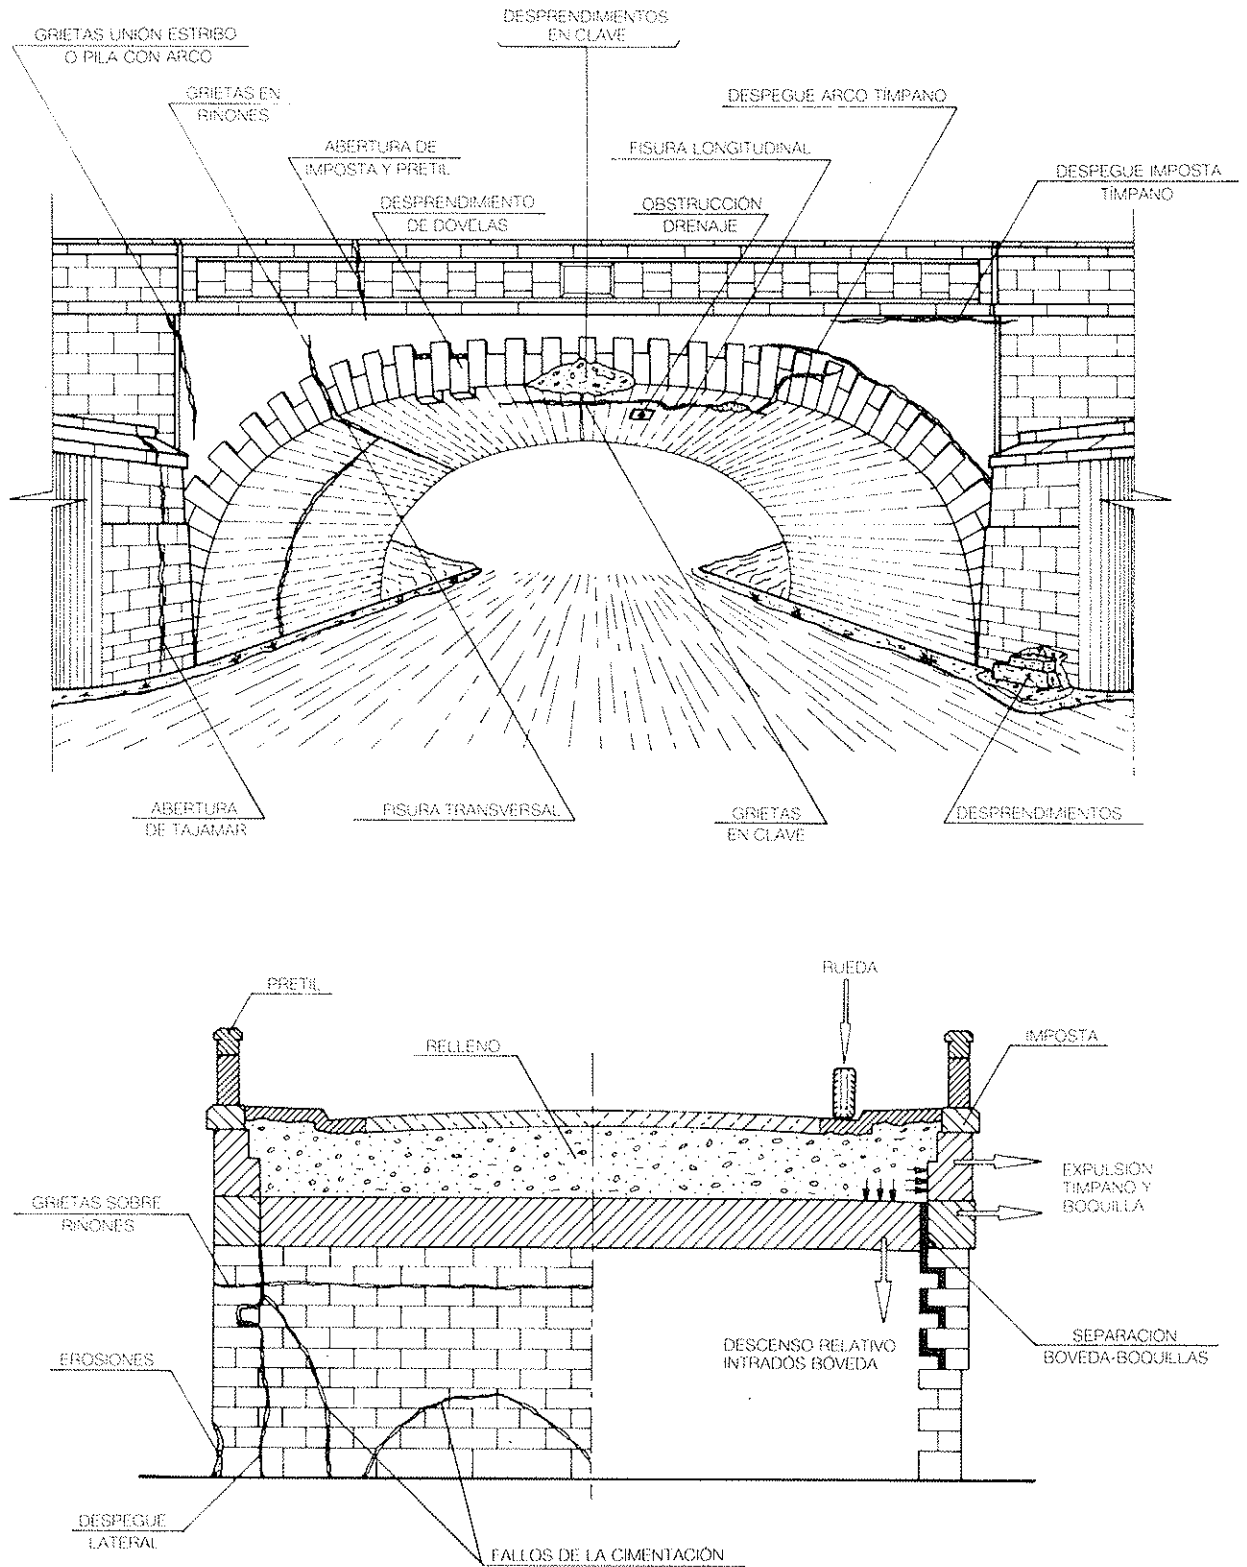 DESPRENDIMIENTOS
EN CLAVE
GRIETAS UNIÓN ESTRIBO
O PILA CON ARCO
GRIETAS EN
RIÑONES
DESPEGUE ARCO TÍMPANO
ABERTURA DE
IMPOSTA Y PRETIL
FISURA LONGITUDINAL
DESPEGUE IMPOSTA
TÍMPANO
DESPRENDIMIENTO
DE DOVELAS
OBSTRUCCIÓN
DRENAJE
ABERTURA
DE TAJAMAR
FISURA TRANSVERSAL
GRIETAS
EN CLAVE
DESPRENDIMIENTOS
RUEDA
PRETIL
RELLENO
IMPOSTA
EXPULSIÓN
TIMPANO Y
BOQUILLA
GRIETAS SOBRE
RIÑONES
EROSIONES
DESCENSO RELATIVO
INTRADÓS BOVEDA
SEPARACIÓN
BOVEDA-BOQUILLAS
DESPEGUE
LATERAL
FALLOS DE LA CIMENTACIÓN